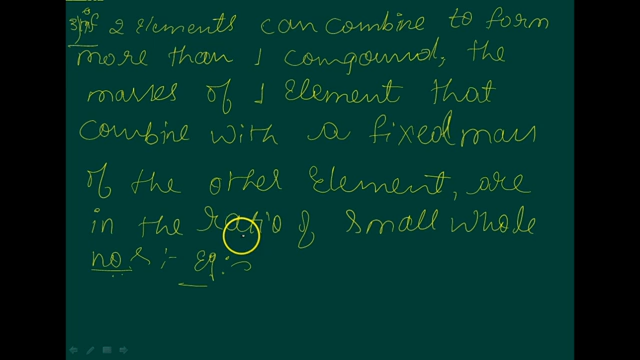 3) If 2 Elements can combine to form
more than 1 compound, the
masses of 1 Element that
combine with a fixed mass
of the other Element, are
in the ratio of small whole
nos :- Eg :-